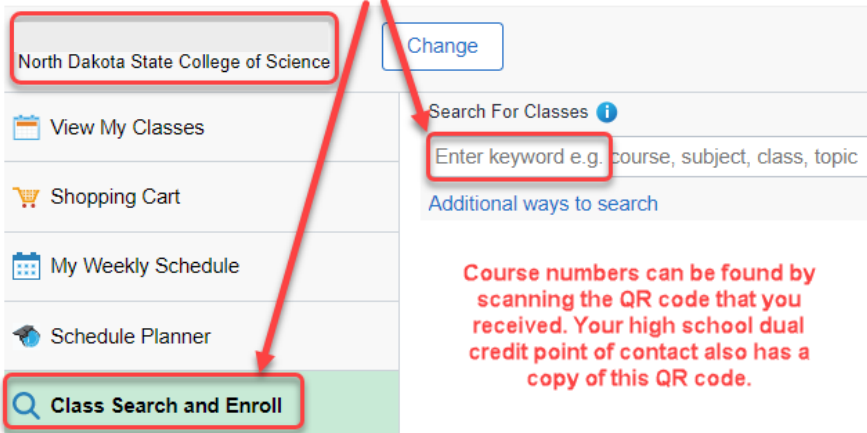 North Dakota State College of Science
Change
View My Classes
Shopping Cart
My Weekly Schedule
Schedule Planner
Class Search and Enroll
Search For Classes i
Enter keyword e.g. course, subject, class, topic
Additional ways to search
Course numbers can be found by
scanning the QR code that you
received. Your high school dual
credit point of contact also has a
copy of this QR code.